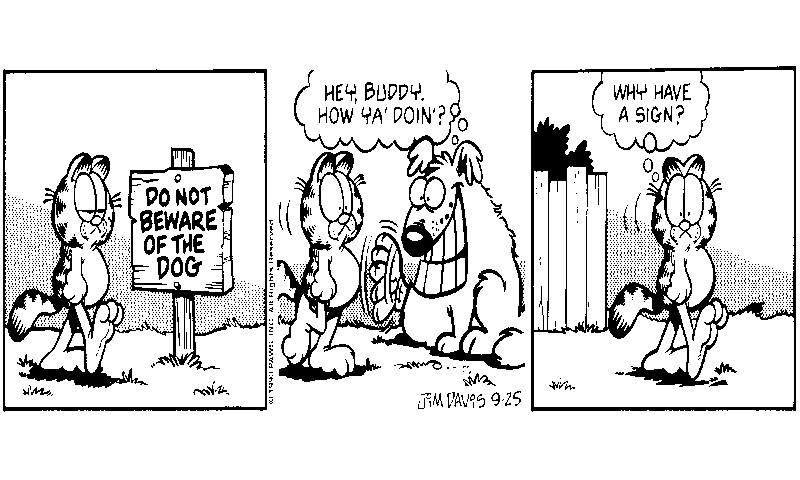 DO NOT
BEWARE
OF THE
DOG
HEY, BUDDY.
HOW YA' DOIN'?
JIM DAVIS 9-25
WHY HAVE
A SIGN?